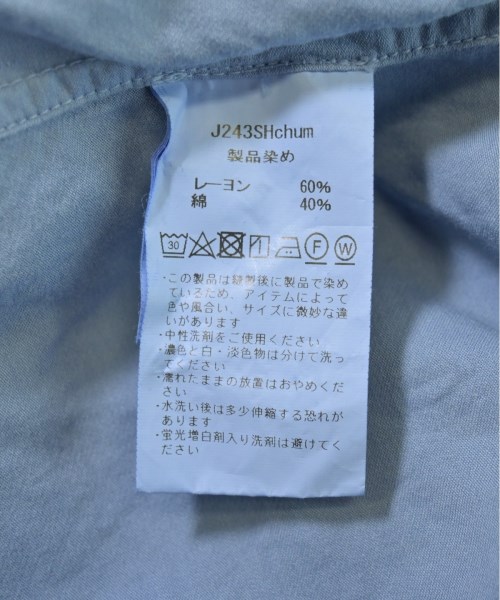 J243SHchum
製品染め
レーヨン 60%
綿 40%
30 F W
・この製品は縫製後に製品で染め
ているため、アイテムによって
色や風合い、サイズに微妙な違
いがあります
・中性洗剤をご使用ください
・濃色と白・淡色物は分けて洗っ
てください
・濡れたままの放置はおやめくだ
さい
・水洗い後は多少伸縮する恐れが
あります
・蛍光増白剤入り洗剤は避けてく
ださい